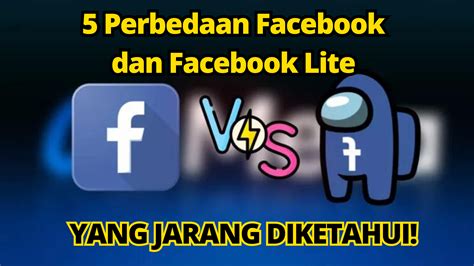 5 Perbedaan Facebook
dan Facebook Lite
f
VS
f
YANG JARANG DIKETAHUI!